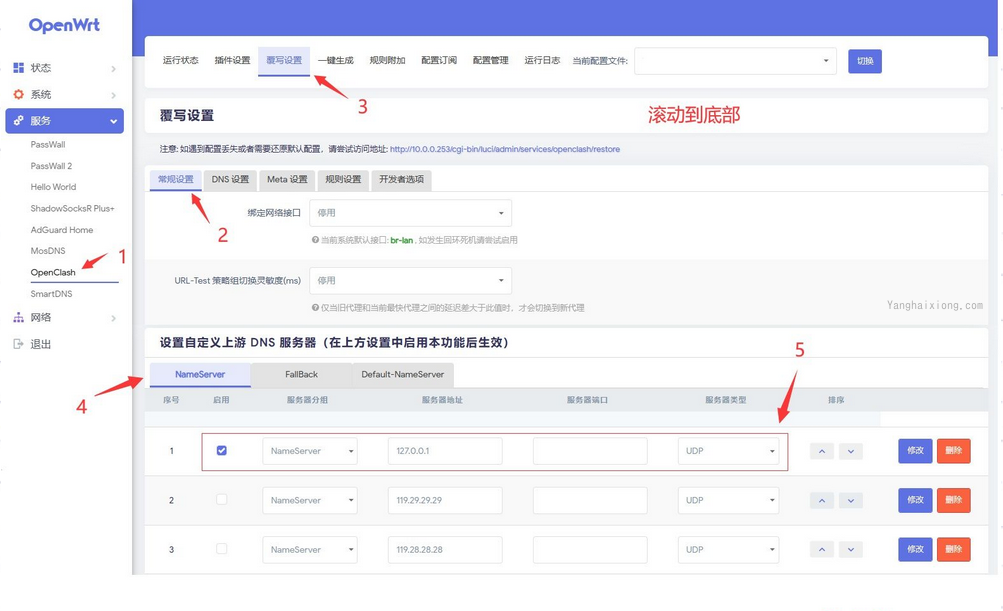 OpenWrt
状态
系统
服务
PassWall
PassWall 2
Hello World
ShadowSocksR Plus+
AdGuard Home
MosDNS
OpenClash
SmartDNS
网络
退出
1
运行状态 插件设置 覆写设置 一键生成 规则附加 配置订阅 配置管理 运行日志 当前配置文件: 切换
3
覆写设置
滚动到底部
注意: 如遇到配置丢失或者需要还原默认配置，请尝试访问地址: http://10.0.0.253/cgi-bin/luci/admin/services/openclash/restore
常规设置 DNS 设置 Meta 设置 规则设置 开发者选项
2
绑定网络接口 停用
当前系统默认接口: br-lan , 如发生回环死机请尝试启用
URL-Test 策略组切换灵敏度(ms) 停用
仅当旧代理和当前最快代理之间的延迟差大于此值时，才会切换到新代理
Yanghaixiong.com
设置自定义上游 DNS 服务器（在上方设置中启用本功能后生效）
5
NameServer FallBack Default-NameServer
4
序号 启用 服务器分组 服务器地址 服务器端口 服务器类型 排序
1 NameServer 127.0.0.1 UDP 修改 删除
2 NameServer 119.29.29.29 UDP 修改 删除
3 NameServer 119.28.28.28 UDP 修改 删除